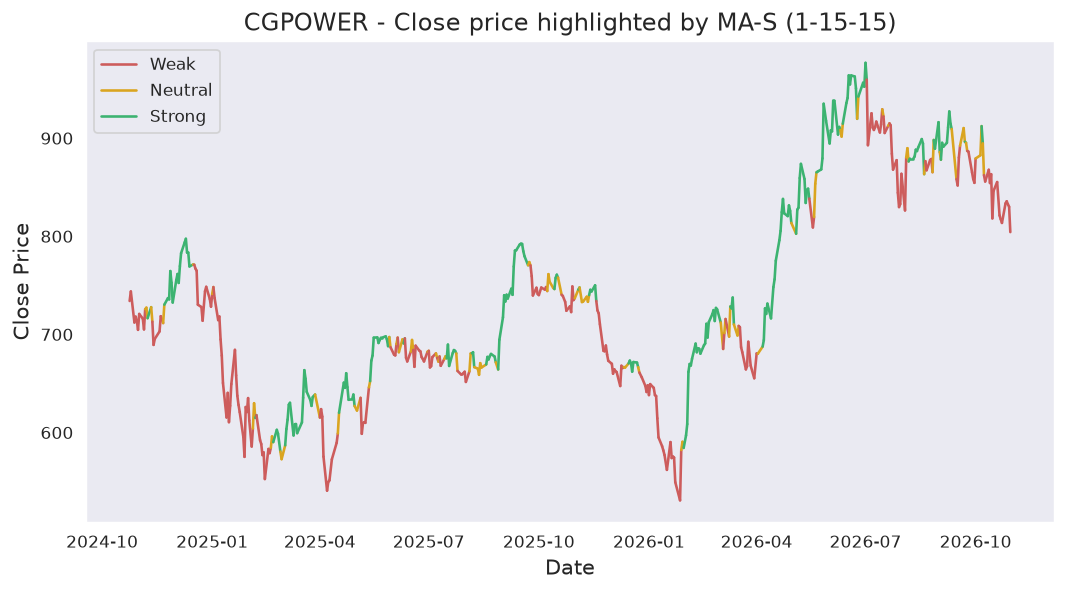 CGPOWER - Close price highlighted by MA-S (1-15-15)
Weak
Neutral
Strong
Close Price
900
800
700
600
2024-10 2025-01 2025-04 2025-07 2025-10 2026-01 2026-04 2026-07 2026-10
Date